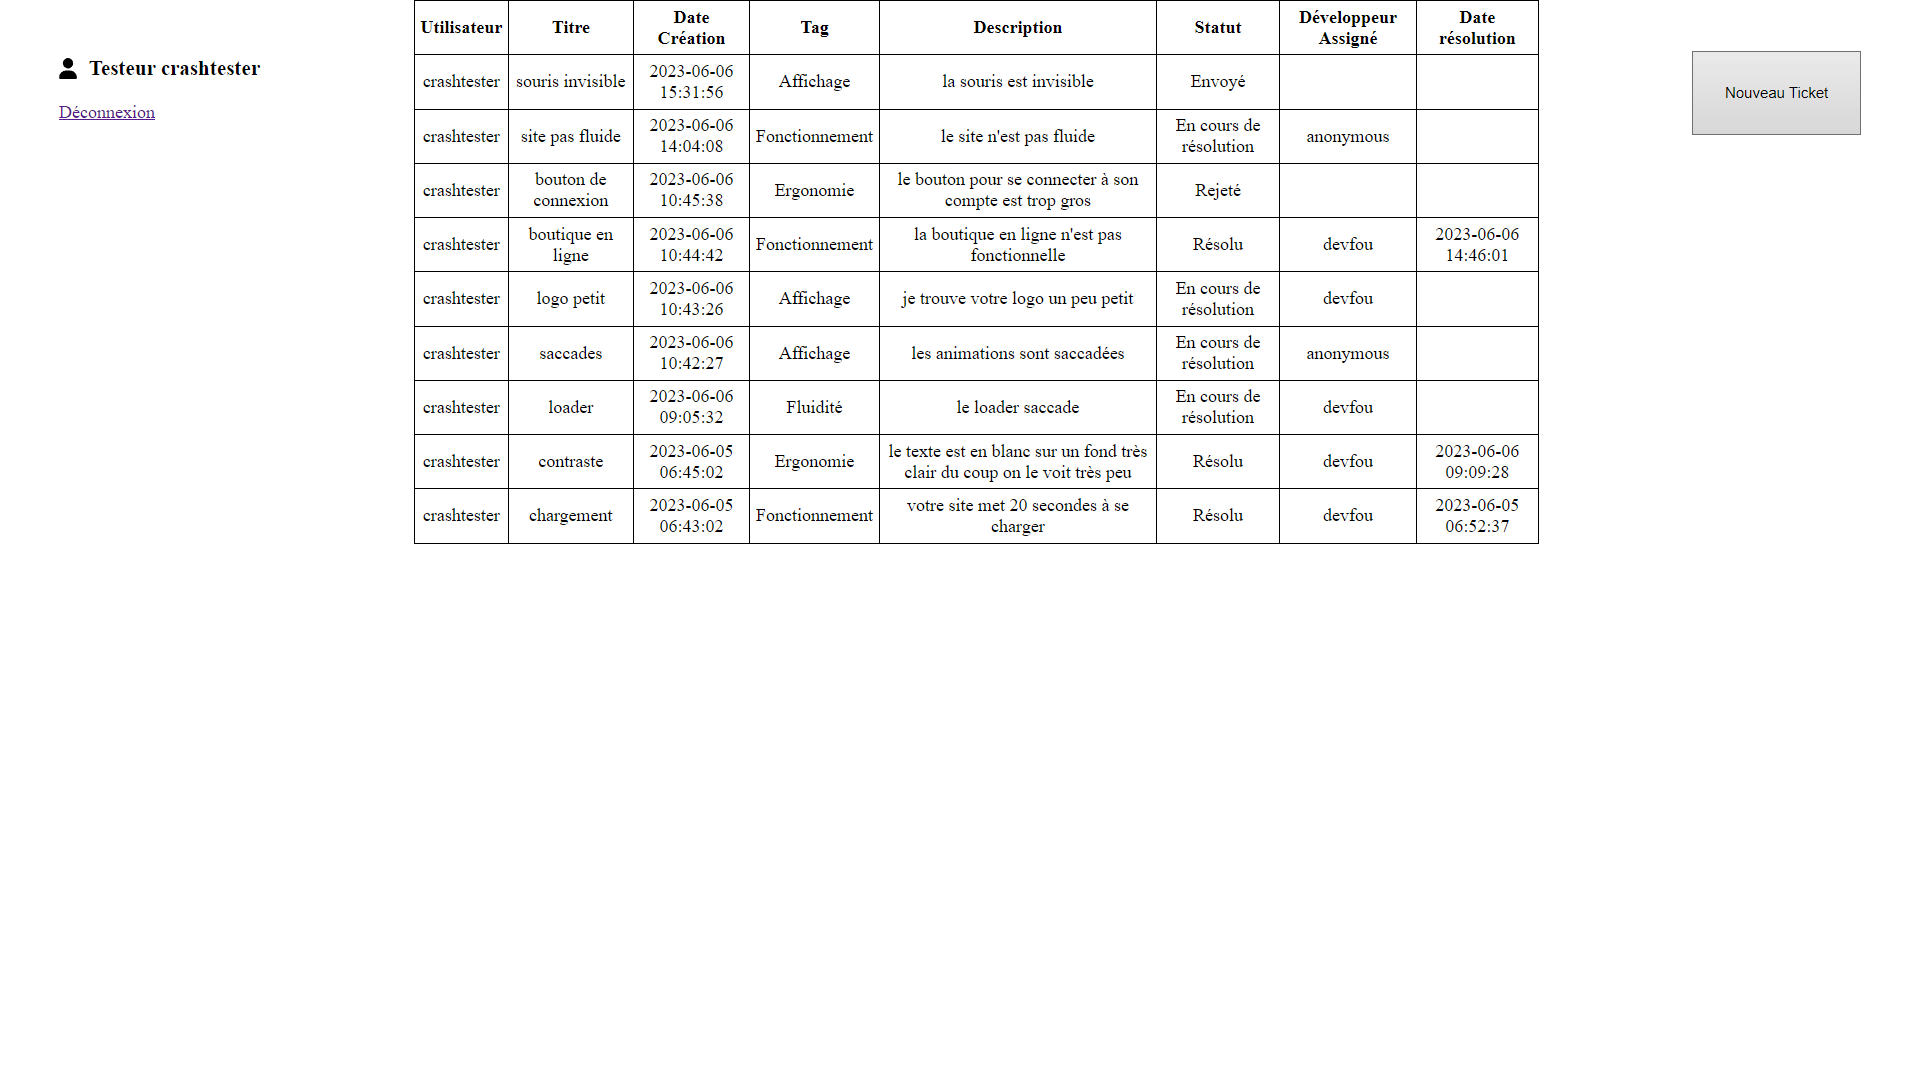 Testeur crashtester
Déconnexion
Utilisateur Titre Date Création Tag Description Statut Développeur Assigné Date résolution
crashtester souris invisible 2023-06-06 15:31:56 Affichage la souris est invisible Envoyé
crashtester site pas fluide 2023-06-06 14:04:08 Fonctionnement le site n'est pas fluide En cours de résolution anonymous
crashtester bouton de connexion 2023-06-06 10:45:38 Ergonomie le bouton pour se connecter à son compte est trop gros Rejeté
crashtester boutique en ligne 2023-06-06 10:44:42 Fonctionnement la boutique en ligne n'est pas fonctionnelle Résolu devfou 2023-06-06 14:46:01
crashtester logo petit 2023-06-06 10:43:26 Affichage je trouve votre logo un peu petit En cours de résolution devfou
crashtester saccades 2023-06-06 10:42:27 Affichage les animations sont saccadées En cours de résolution anonymous
crashtester loader 2023-06-06 09:05:32 Fluidité le loader saccade En cours de résolution devfou
crashtester contraste 2023-06-05 06:45:02 Ergonomie le texte est en blanc sur un fond très clair du coup on le voit très peu Résolu devfou 2023-06-06 09:09:28
crashtester chargement 2023-06-05 06:43:02 Fonctionnement votre site met 20 secondes à se charger Résolu devfou 2023-06-05 06:52:37
Nouveau Ticket